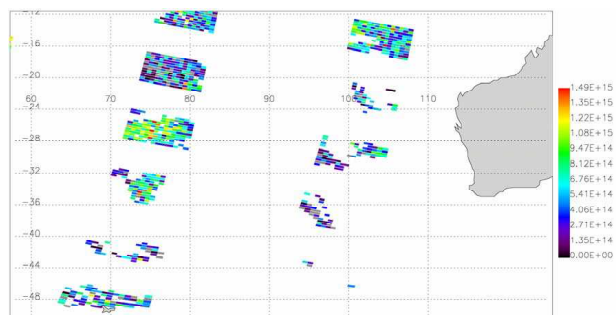 -12
-16
-20
60 70 80 90 100 110
-24
-28
-32
-36
-40
-44
-48
1.49E+15
1.35E+15
1.22E+15
1.08E+15
9.47E+14
8.12E+14
6.76E+14
5.41E+14
4.06E+14
2.71E+14
1.35E+14
0.00E+00